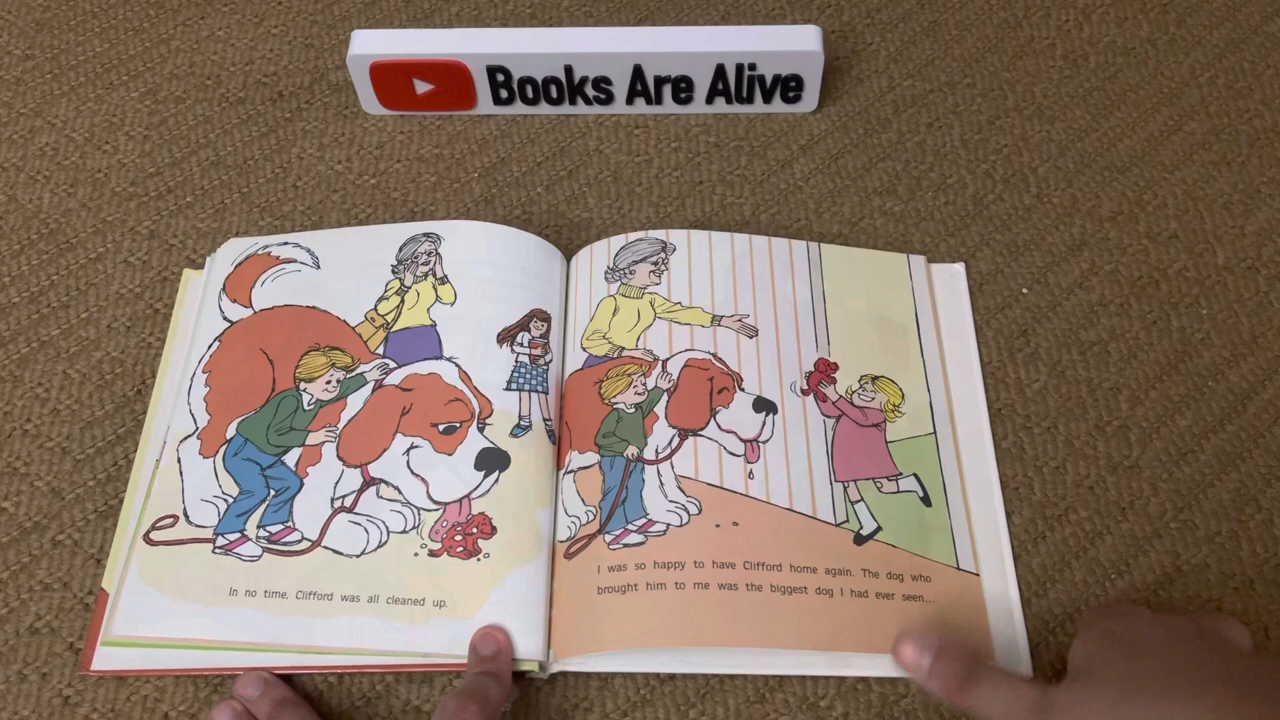 Books Are Alive
In no time, Clifford was all cleaned up.
I was so happy to have Clifford home again. The dog who
brought him to me was the biggest dog I had ever seen...